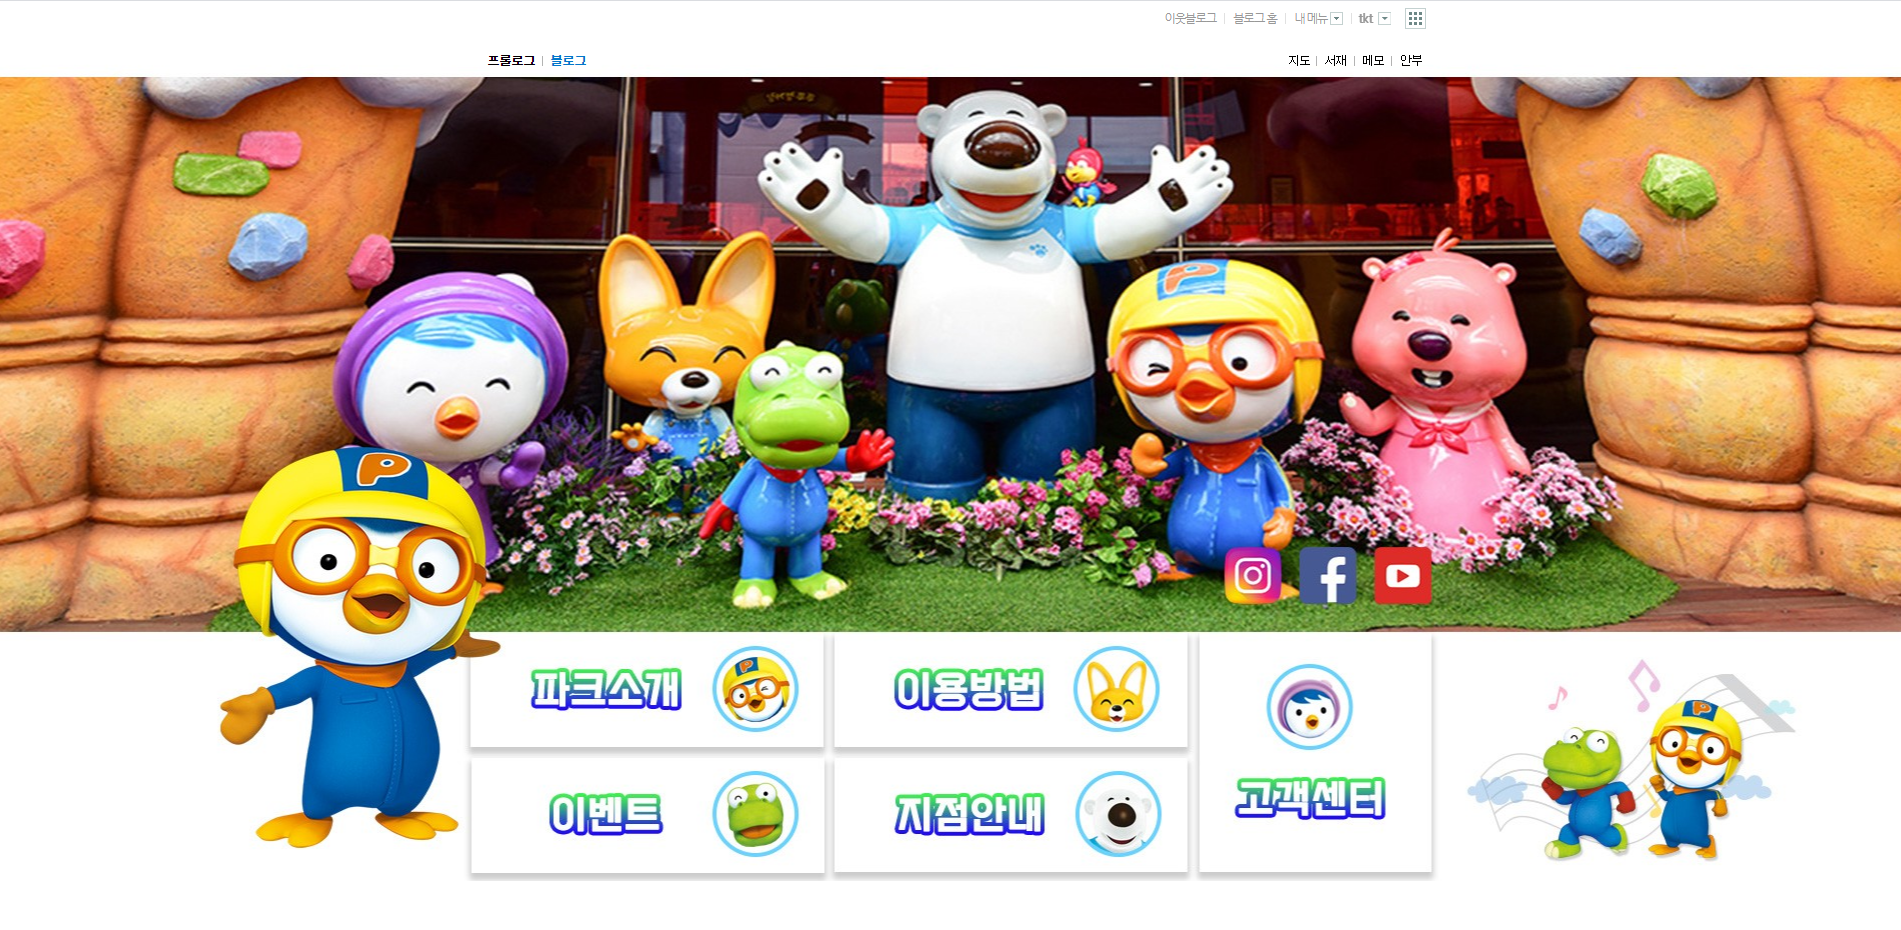 이웃블로그 블로그 홈 내 메뉴 tkt
프롤로그 블로그 지도 서재 메모 안부
P
P
P
파크소개
이용방법
이벤트
지점안내
고객센터
P